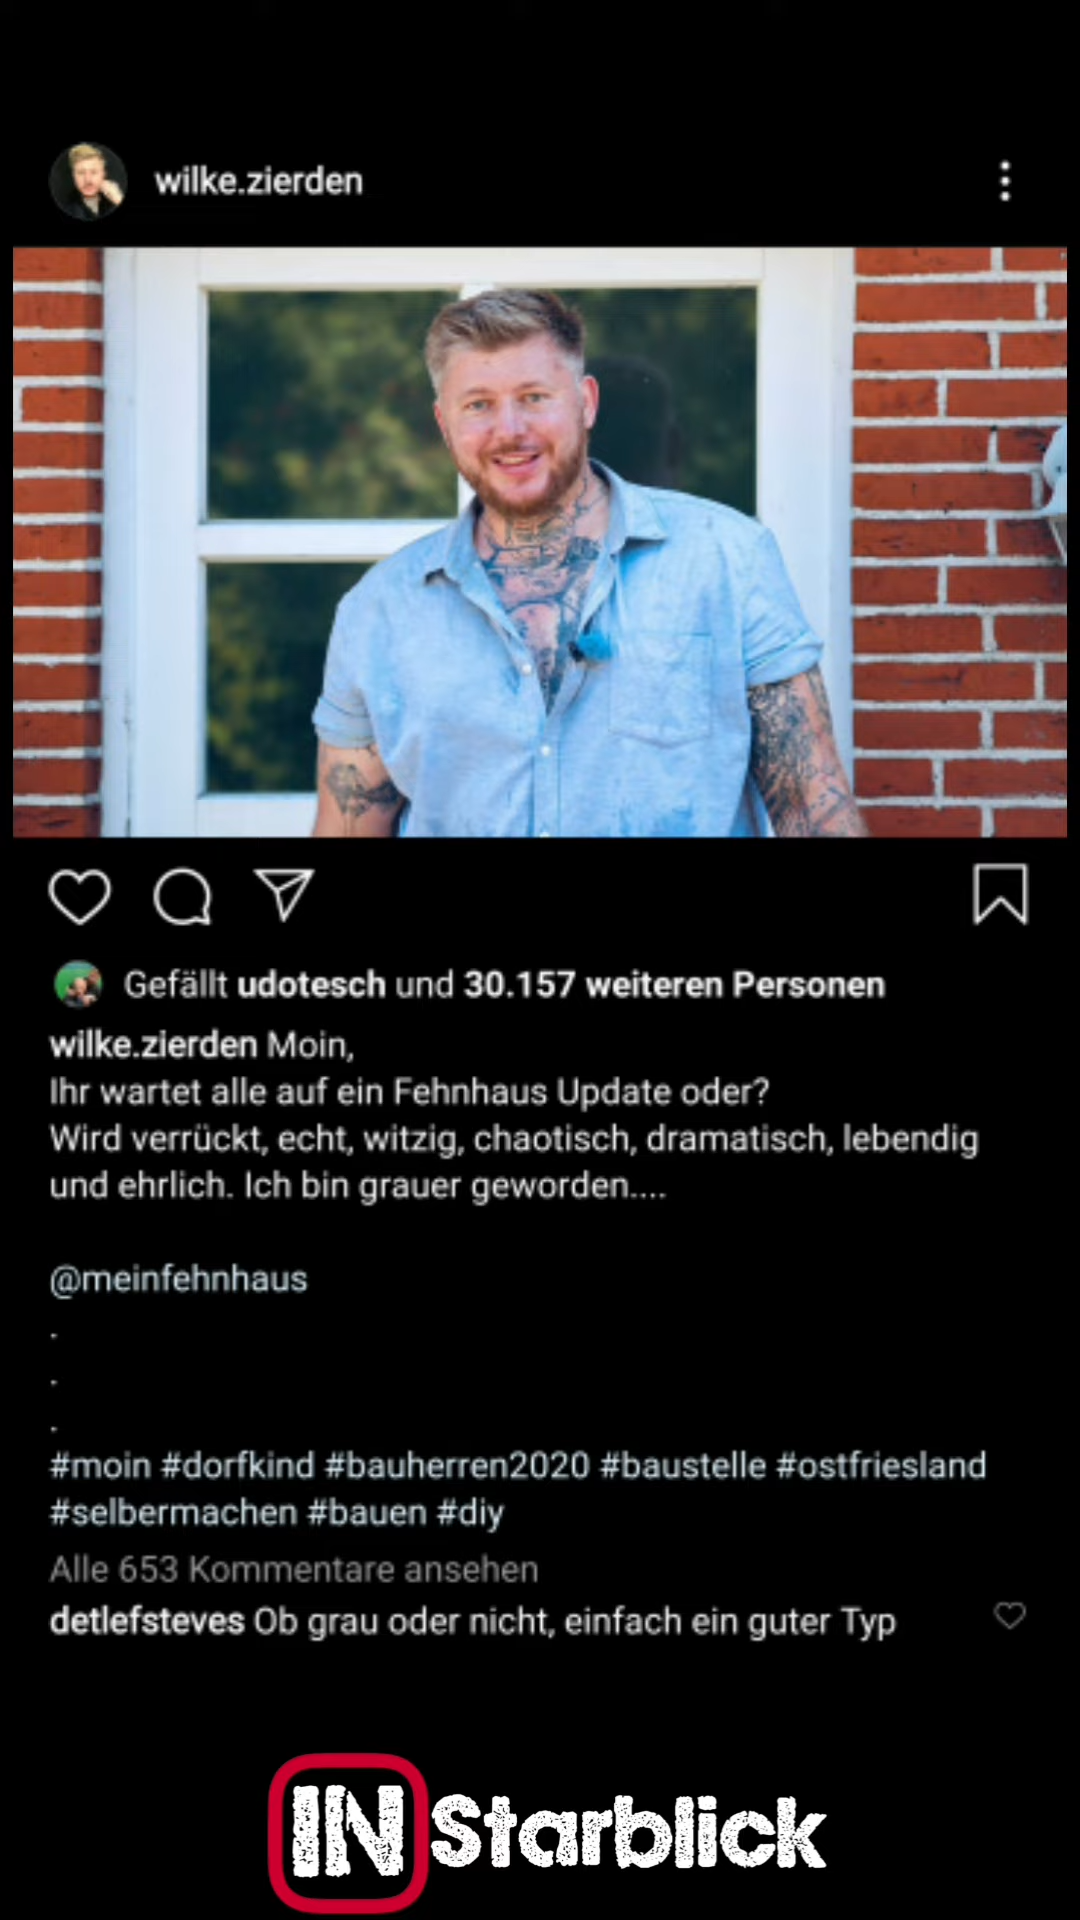 wilke.zierden
Gefällt udotesch und 30.157 weiteren Personen
wilke.zierden Moin,
Ihr wartet alle auf ein Fehnhaus Update oder?
Wird verrückt, echt, witzig, chaotisch, dramatisch, lebendig
und ehrlich. Ich bin grauer geworden....
@meinfehnhaus
.
.
.
#moin #dorfkind #bauherren2020 #baustelle #ostfriesland
#selbermachen #bauen #diy
Alle 653 Kommentare ansehen
detlefsteves Ob grau oder nicht, einfach ein guter Typ
IN Starblick